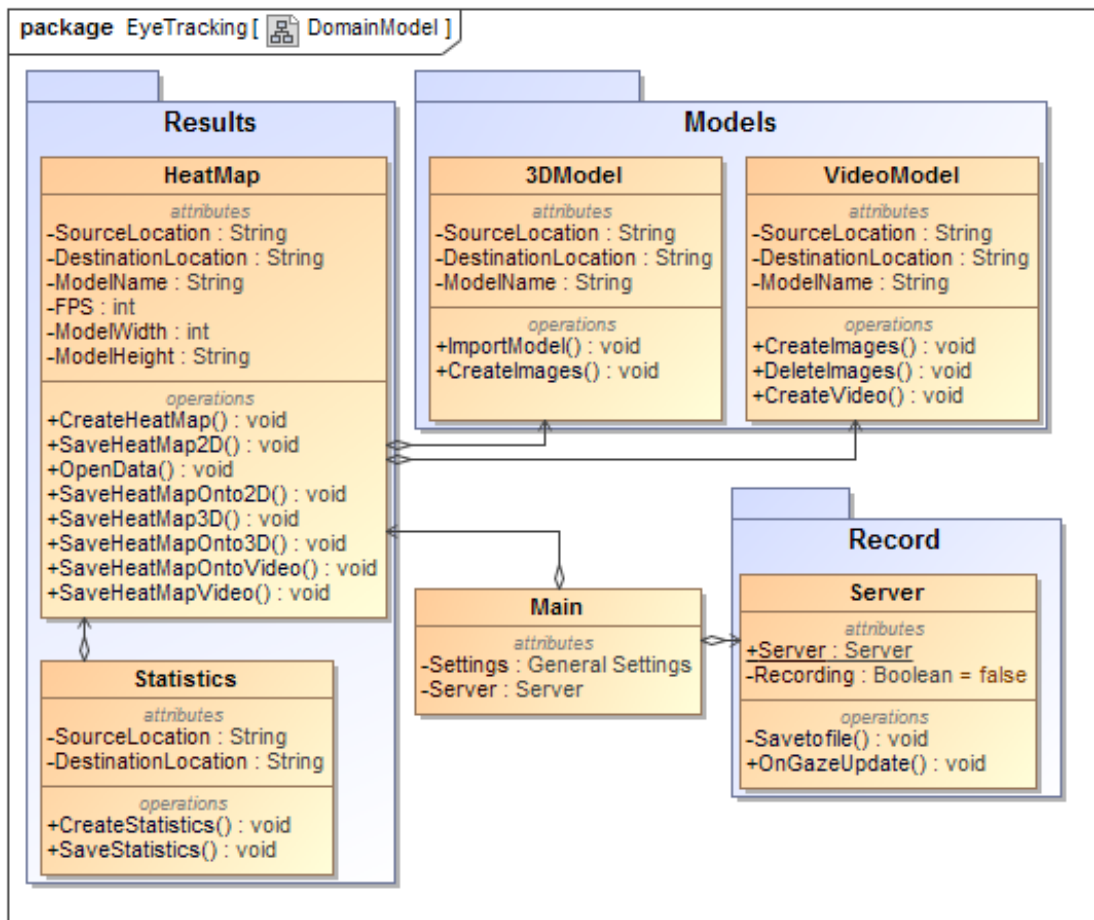 package EyeTracking [ DomainModel ]
Results
HeatMap
attributes
-SourceLocation : String
-DestinationLocation : String
-ModelName : String
-FPS : int
-ModelWidth : int
-ModelHeight : String
operations
+CreateHeatMap() : void
+SaveHeatMap2D() : void
+OpenData() : void
+SaveHeatMapOnto2D() : void
+SaveHeatMap3D() : void
+SaveHeatMapOnto3D() : void
+SaveHeatMapOntoVideo() : void
+SaveHeatMapVideo() : void
Statistics
attributes
-SourceLocation : String
-DestinationLocation : String
operations
+CreateStatistics() : void
+SaveStatistics() : void
Models
3DModel
attributes
-SourceLocation : String
-DestinationLocation : String
-ModelName : String
operations
+ImportModel() : void
+CreateImages() : void
VideoModel
attributes
-SourceLocation : String
-DestinationLocation : String
-ModelName : String
operations
+CreateImages() : void
+DeleteImages() : void
+CreateVideo() : void
Main
attributes
-Settings : General Settings
-Server : Server
Record
Server
attributes
+Server : Server
-Recording : Boolean = false
operations
-Savetofile() : void
+OnGazeUpdate() : void